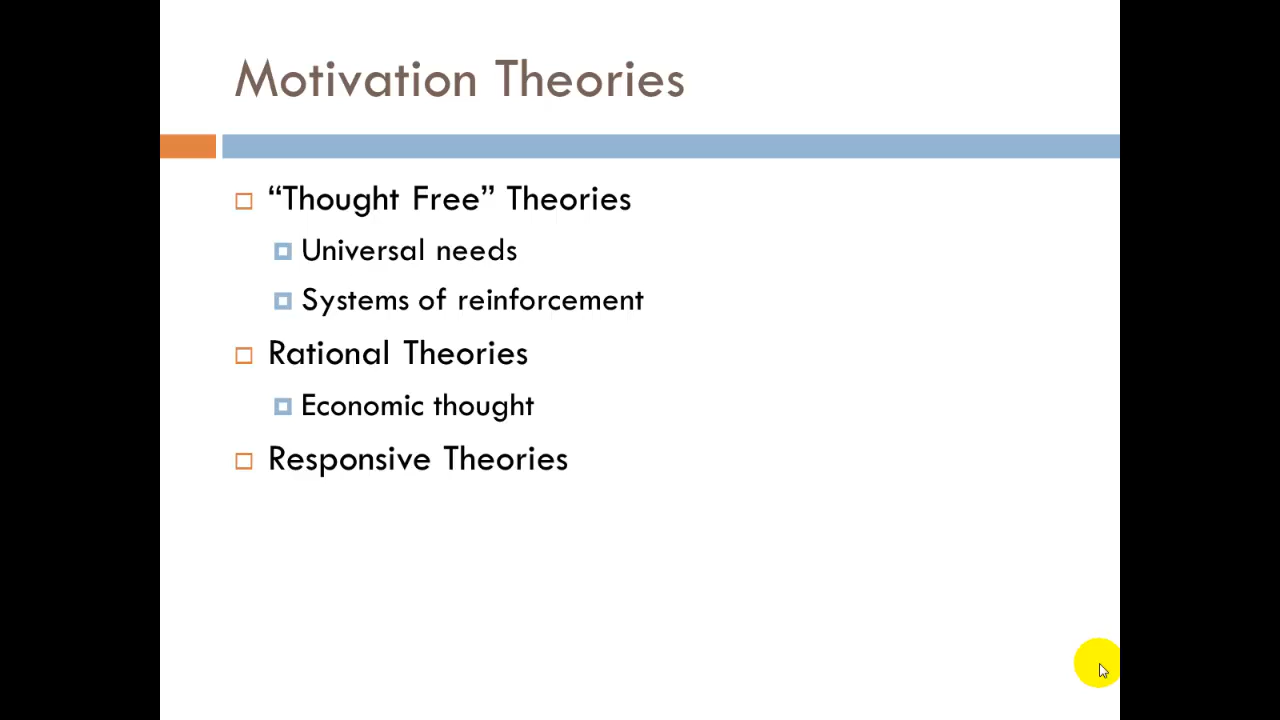 Motivation Theories
“Thought Free” Theories
Universal needs
Systems of reinforcement
Rational Theories
Economic thought
Responsive Theories